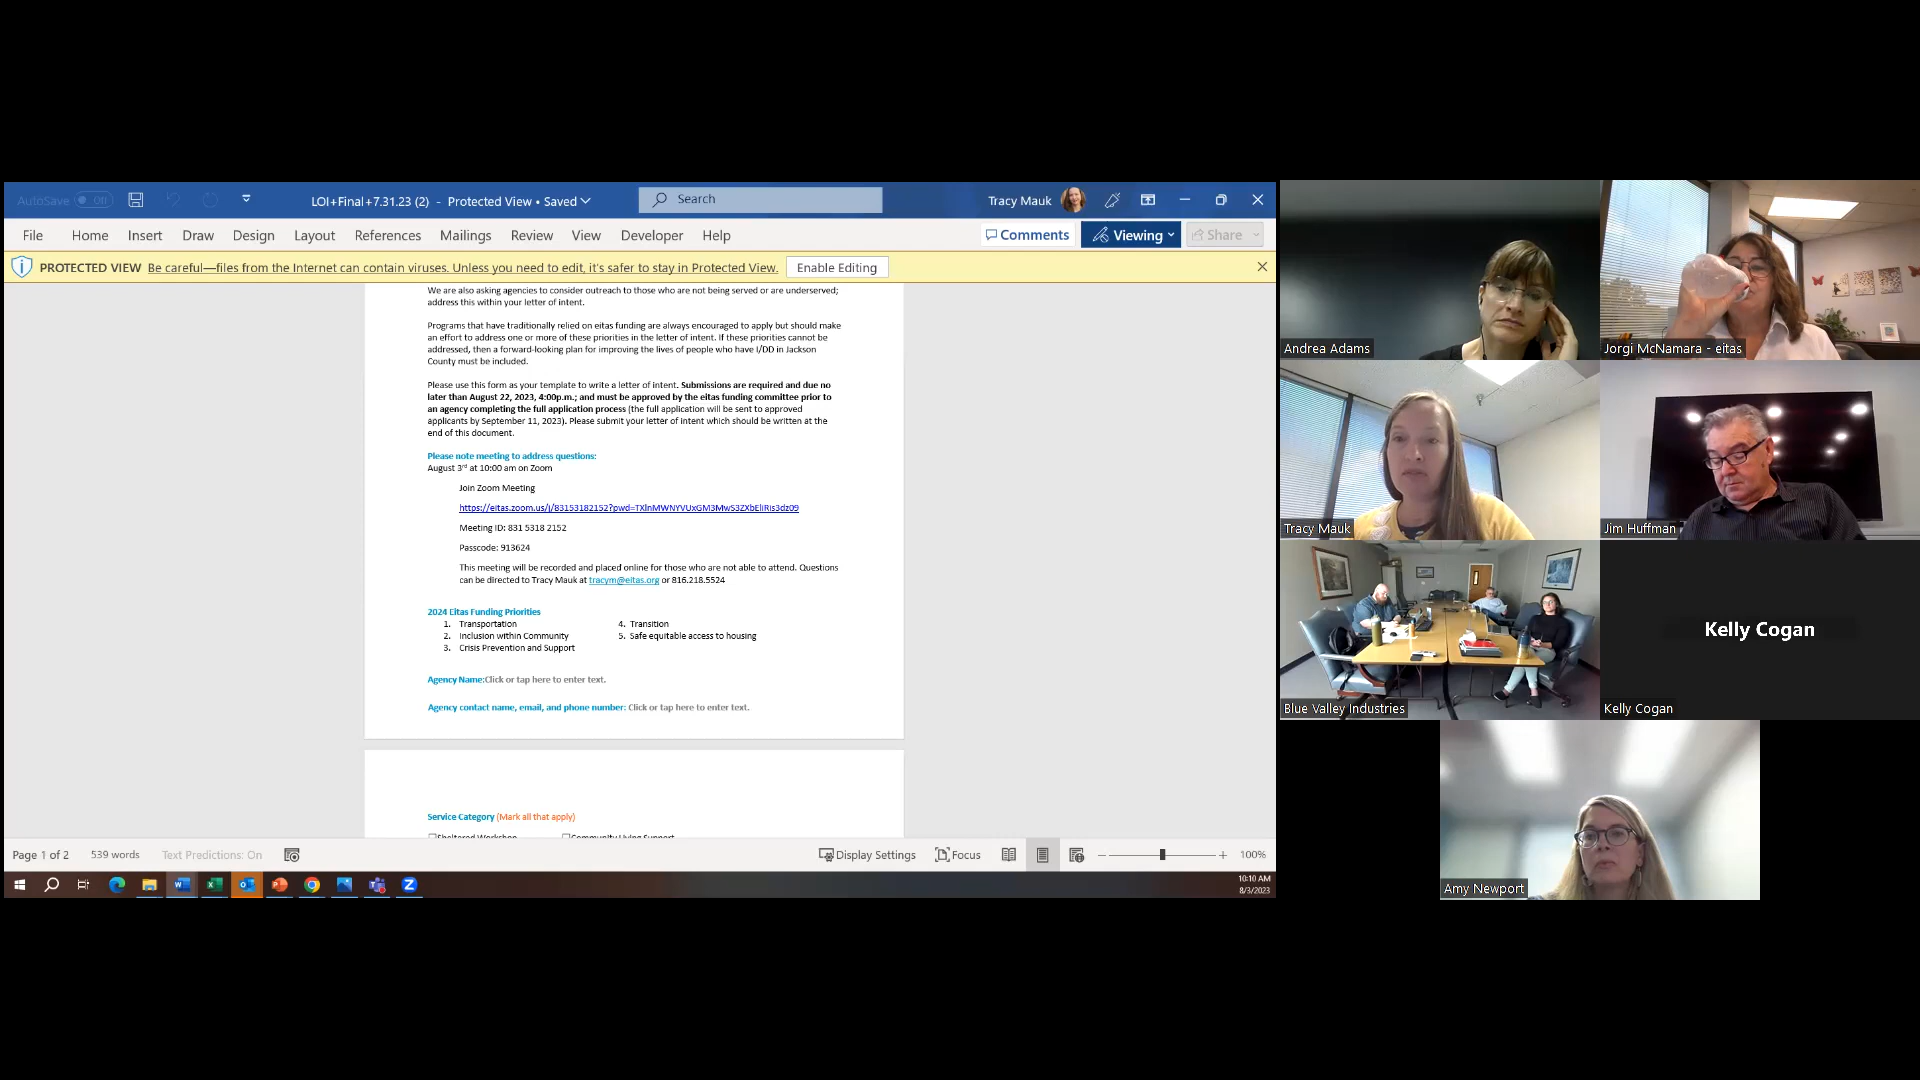 AutoSave Off
LOI+Final+7.31.23 (2) - Protected View • Saved
Search
Tracy Mauk
File Home Insert Draw Design Layout References Mailings Review View Developer Help
Comments Viewing Share
PROTECTED VIEW Be careful—files from the Internet can contain viruses. Unless you need to edit, it's safer to stay in Protected View. Enable Editing
We are also asking agencies to consider outreach to those who are not being served or are underserved;
address this within your letter of intent.
Programs that have traditionally relied on eitas funding are always encouraged to apply but should make
an effort to address one or more of these priorities in the letter of intent. If these priorities cannot be
addressed, then a forward-looking plan for improving the lives of people who have I/DD in Jackson
County must be included.
Please use this form as your template to write a letter of intent. Submissions are required and due no
later than August 22, 2023, 4:00p.m.; and must be approved by the eitas funding committee prior to
an agency completing the full application process (the full application will be sent to approved
applicants by September 11, 2023). Please submit your letter of intent which should be written at the
end of this document.
Please note meeting to address questions:
August 3rd at 10:00 am on Zoom
Join Zoom Meeting
Meeting ID: 831 5318 2152
Passcode: 913624
This meeting will be recorded and placed online for those who are not able to attend. Questions
can be directed to Tracy Mauk at tracym@eitas.org or 816.218.5524
2024 Eitas Funding Priorities
1. Transportation
2. Inclusion within Community
3. Crisis Prevention and Support
4. Transition
5. Safe equitable access to housing
Agency Name:Click or tap here to enter text.
Agency contact name, email, and phone number: Click or tap here to enter text.
Service Category (Mark all that apply)
Sheltered Workshop Community Living Support
Page 1 of 2 539 words Text Predictions: On
Display Settings Focus 100%
10:10 AM
8/3/2023
Andrea Adams
Jorgi McNamara - eitas
Tracy Mauk
Jim Huffman
Blue Valley Industries
Kelly Cogan
Kelly Cogan
Amy Newport